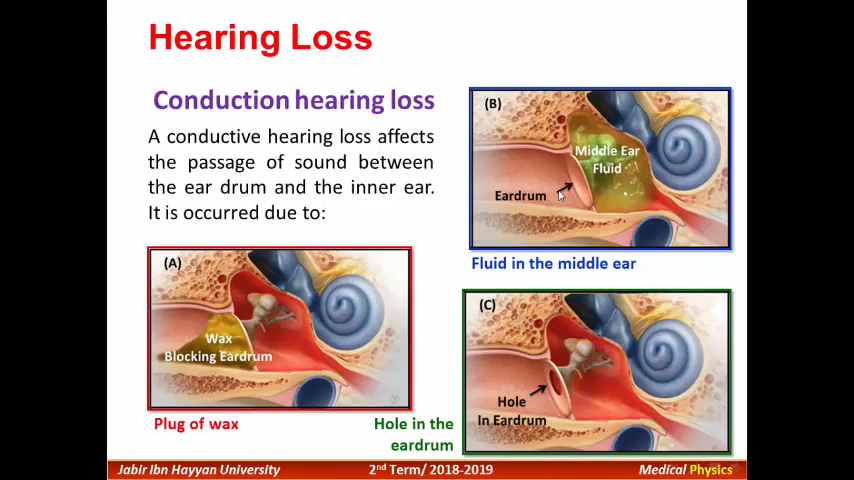 Hearing Loss
Conduction hearing loss
A conductive hearing loss affects
the passage of sound between
the ear drum and the inner ear.
It is occurred due to:
(A)
Wax
Blocking Eardrum
Plug of wax
(B)
Middle Ear
Fluid
Eardrum
Fluid in the middle ear
(C)
Hole
In Eardrum
Hole in the
eardrum
Jabir Ibn Hayyan University
2nd Term/ 2018-2019
Medical Physics